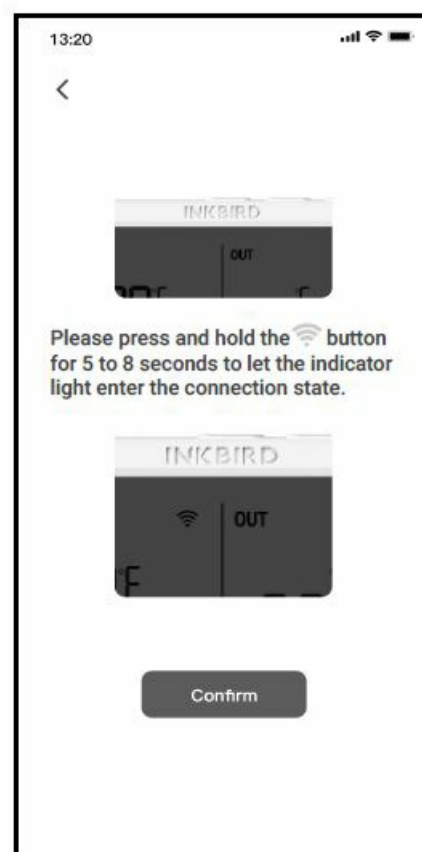 13:20
INKBIRD
OUT
Please press and hold the button
for 5 to 8 seconds to let the indicator
light enter the connection state.
INKBIRD
OUT
°F
Confirm